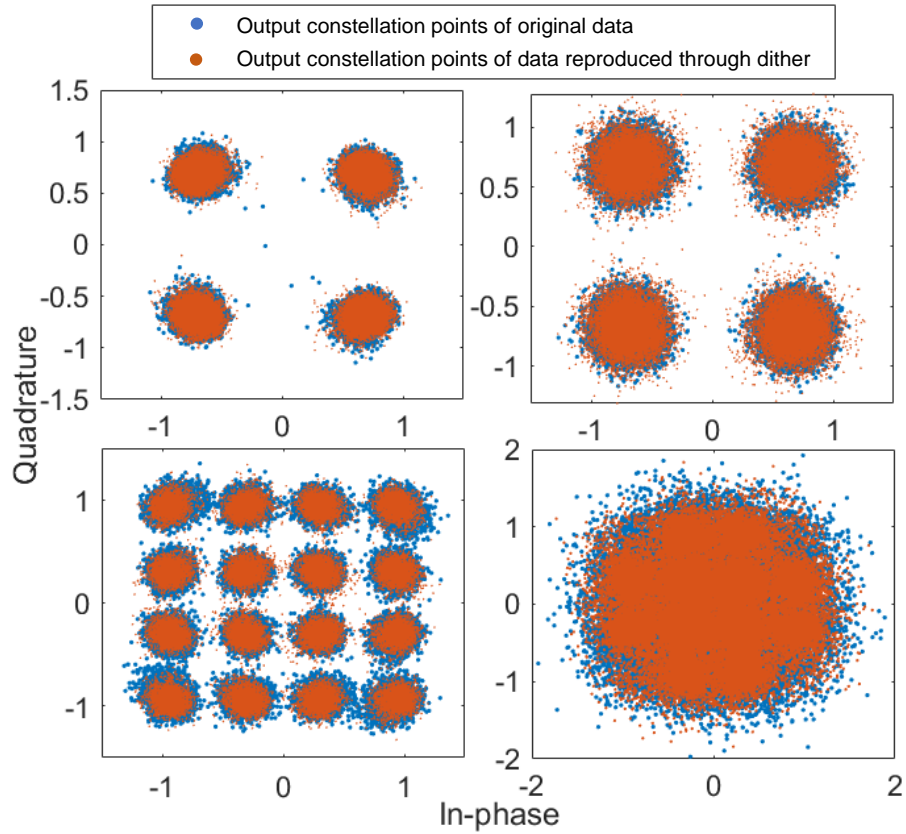 Output constellation points of original data
Output constellation points of data reproduced through dither
Quadrature
1.5
1
0.5
0
-0.5
-1
-1.5
-1 0 1
1
0.5
0
-0.5
-1
-1 0 1
1
0
-1
-1 0 1
2
1
0
-1
-2
-2 -1 0 1 2
In-phase